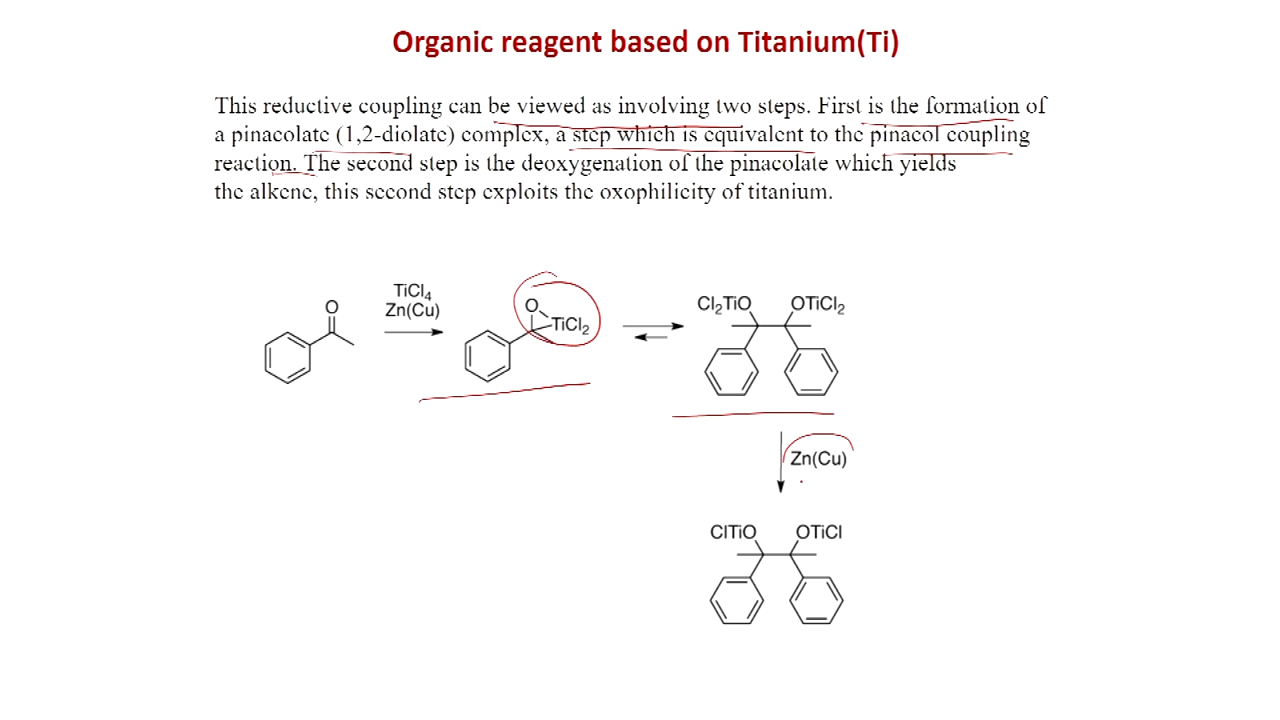 Organic reagent based on Titanium(Ti)
This reductive coupling can be viewed as involving two steps. First is the formation of
a pinacolate (1,2-diolate) complex, a step which is equivalent to the pinacol coupling
reaction. The second step is the deoxygenation of the pinacolate which yields
the alkene, this second step exploits the oxophilicity of titanium.
TiCl4
Zn(Cu)
O
O
TiCl2
Cl2TiO OTiCl2
Zn(Cu)
ClTiO OTiCl